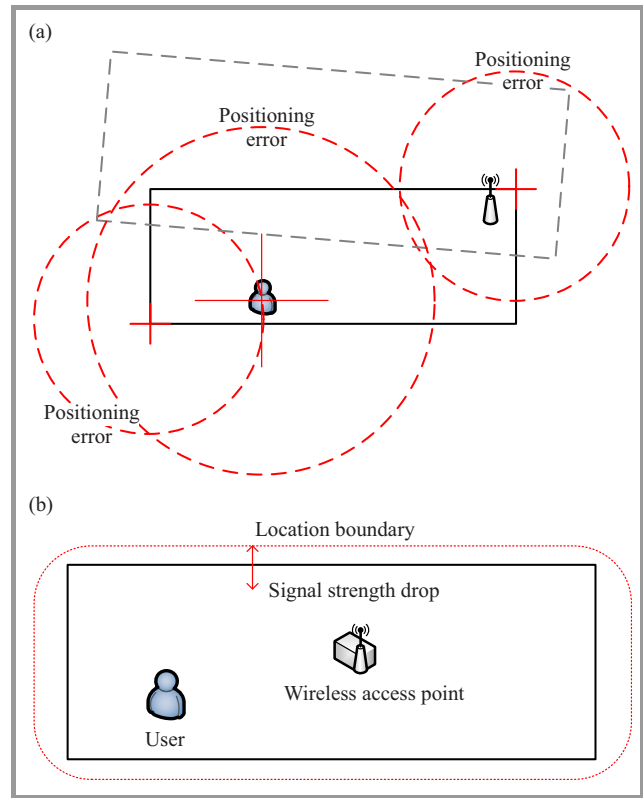 (a)
Positioning
error
Positioning
error
Positioning
error
(b)
Location boundary
Signal strength drop
Wireless access point
User